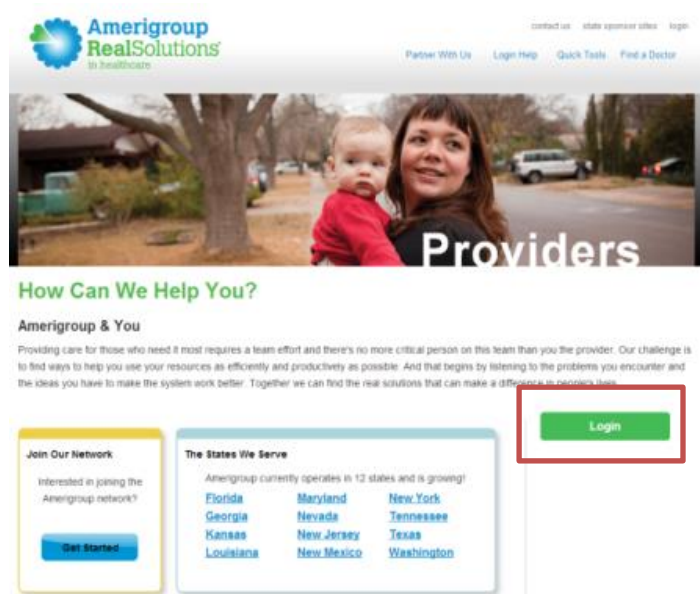 Amerigroup
RealSolutions
in healthcare
contact us state sponsor sites login
Partner With Us Login Help Quick Tools Find a Doctor
Providers
How Can We Help You?
Amerigroup & You
Providing care for those who need it most requires a team effort and there's no more critical person on this team than you the provider. Our challenge is
to find ways to help you use your resources as efficiently and productively as possible. And that begins by listening to the problems you encounter and
the ideas you have to make the system work better. Together we can find the real solutions that can make a difference in people's lives.
Login
Join Our Network
Interested in joining the
Amerigroup network?
Get Started
The States We Serve
Amerigroup currently operates in 12 states and is growing!
Florida Maryland New York
Georgia Nevada Tennessee
Kansas New Jersey Texas
Louisiana New Mexico Washington